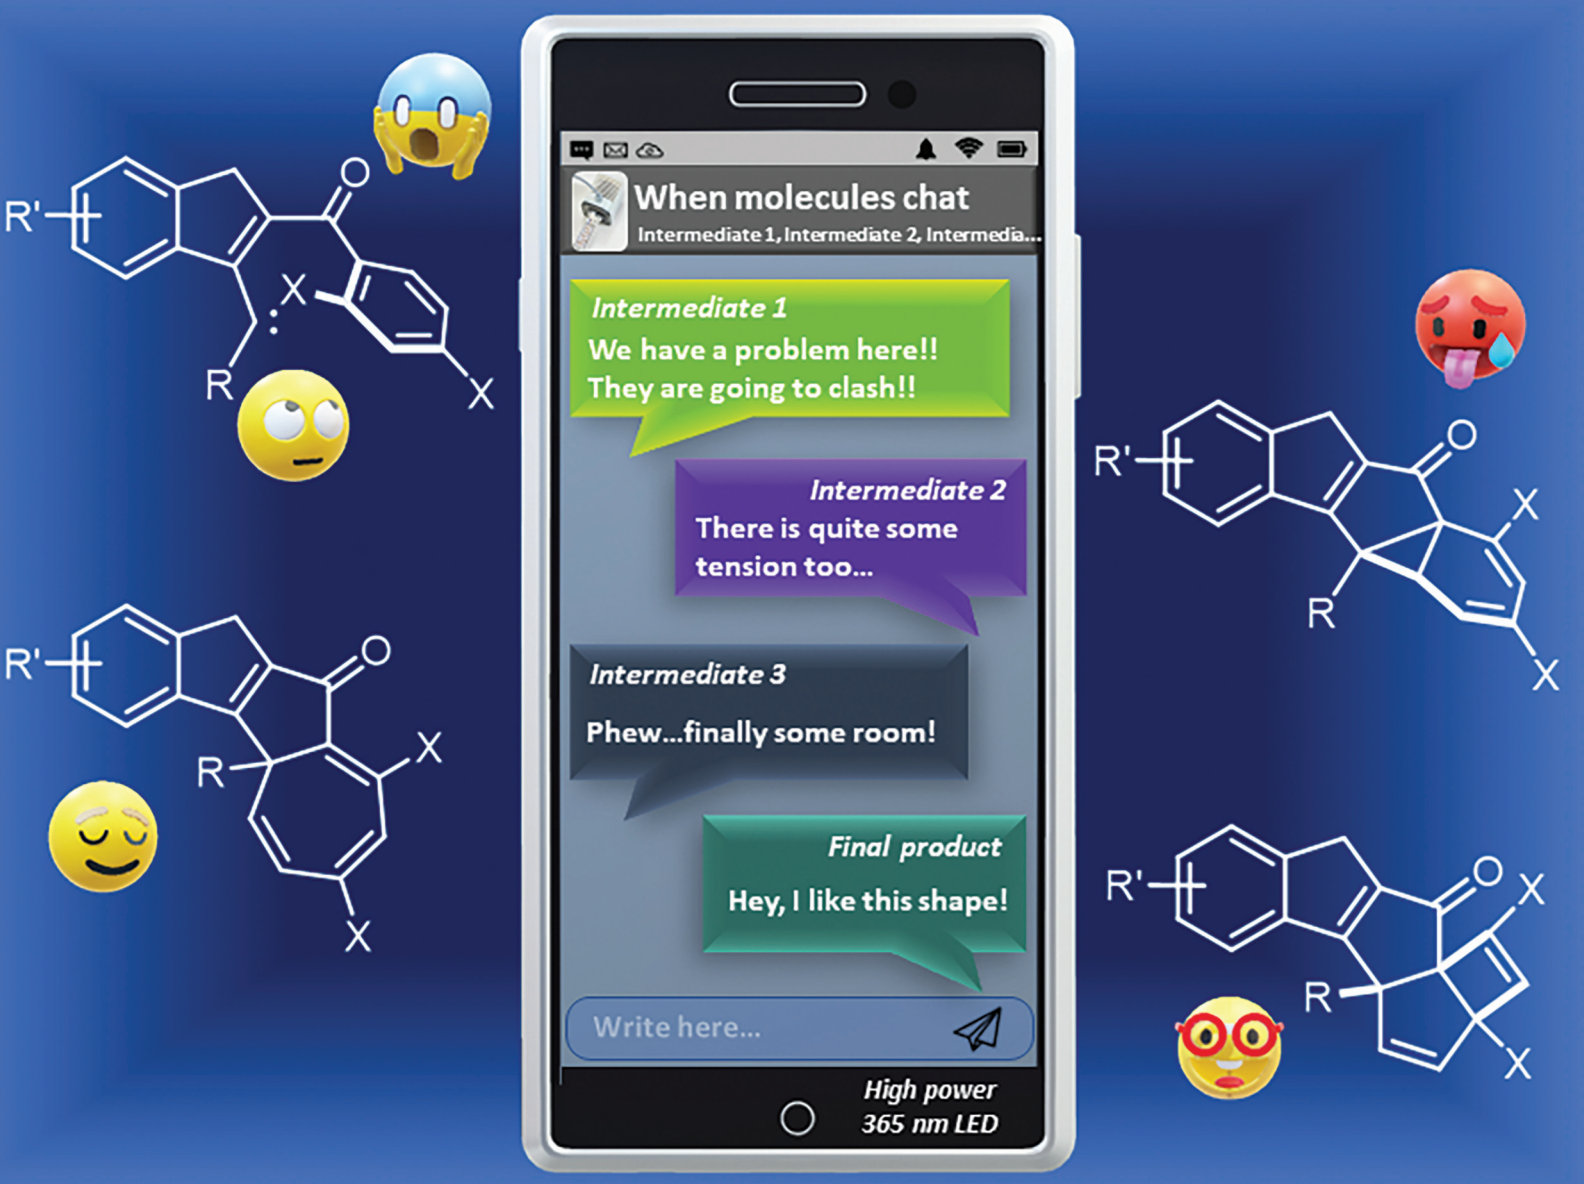 When molecules chat
Intermediate 1, Intermediate 2, Intermedia...
Intermediate 1
We have a problem here!!
They are going to clash!!
Intermediate 2
There is quite some
tension too...
Intermediate 3
Phew...finally some room!
Final product
Hey, I like this shape!
Write here...
High power
365 nm LED
R'
O
X
R
X
R'
O
X
R
X
R'
O
R
X
X
R'
O
X
R
X